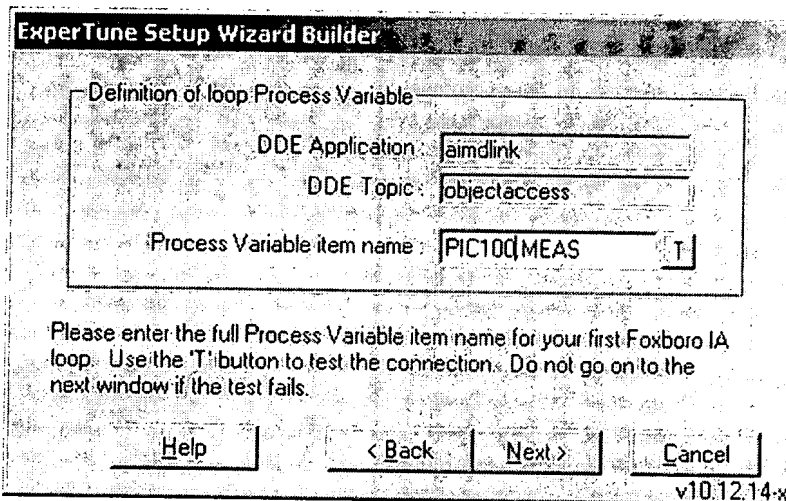 ExperTune Setup Wizard Builder
Definition of loop Process Variable
DDE Application : aimdlink
DDE Topic : objectaccess
Process Variable item name : PIC100.MEAS T
Please enter the full Process Variable item name for your first Foxboro IA
loop. Use the 'T' button to test the connection. Do not go on to the
next window if the test fails.
Help < Back Next > Cancel
v10.12.14-x